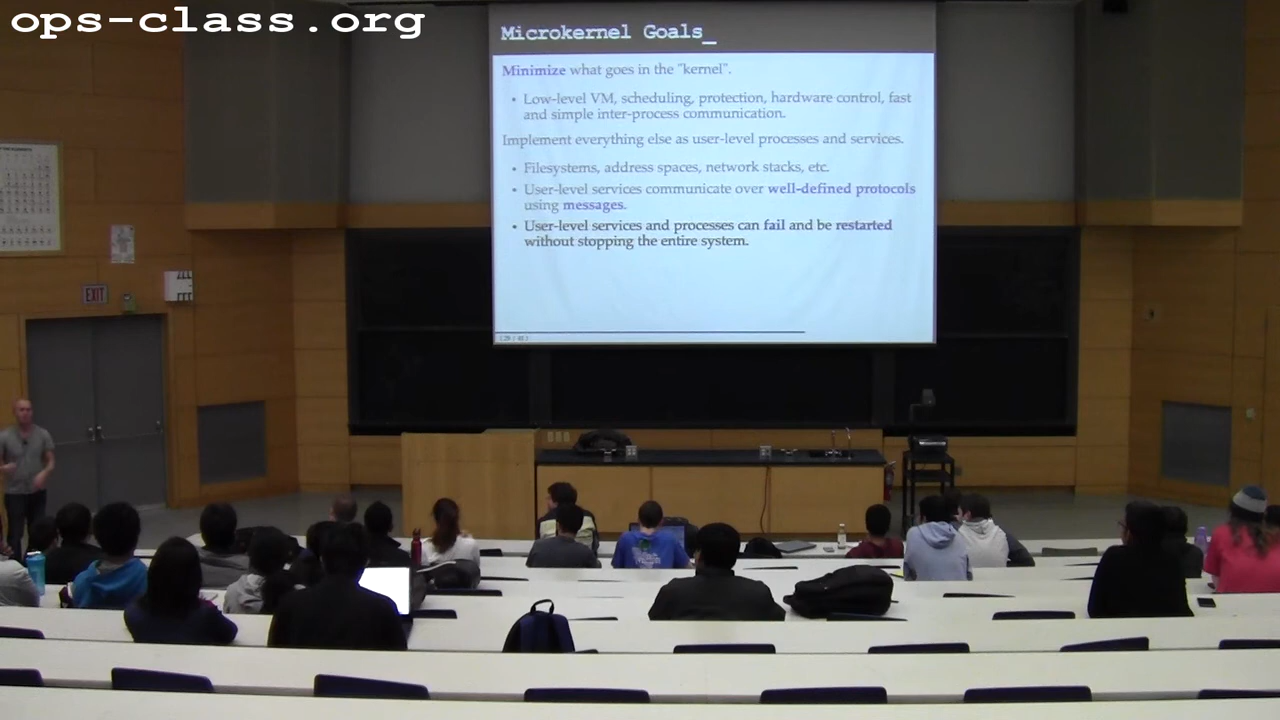 ops-class.org
Microkernel Goals_
Minimize what goes in the "kernel".
• Low-level VM, scheduling, protection, hardware control, fast
and simple inter-process communication.
Implement everything else as user-level processes and services.
• Filesystems, address spaces, network stacks, etc.
• User-level services communicate over well-defined protocols
using messages.
• User-level services and processes can fail and be restarted
without stopping the entire system.
EXIT